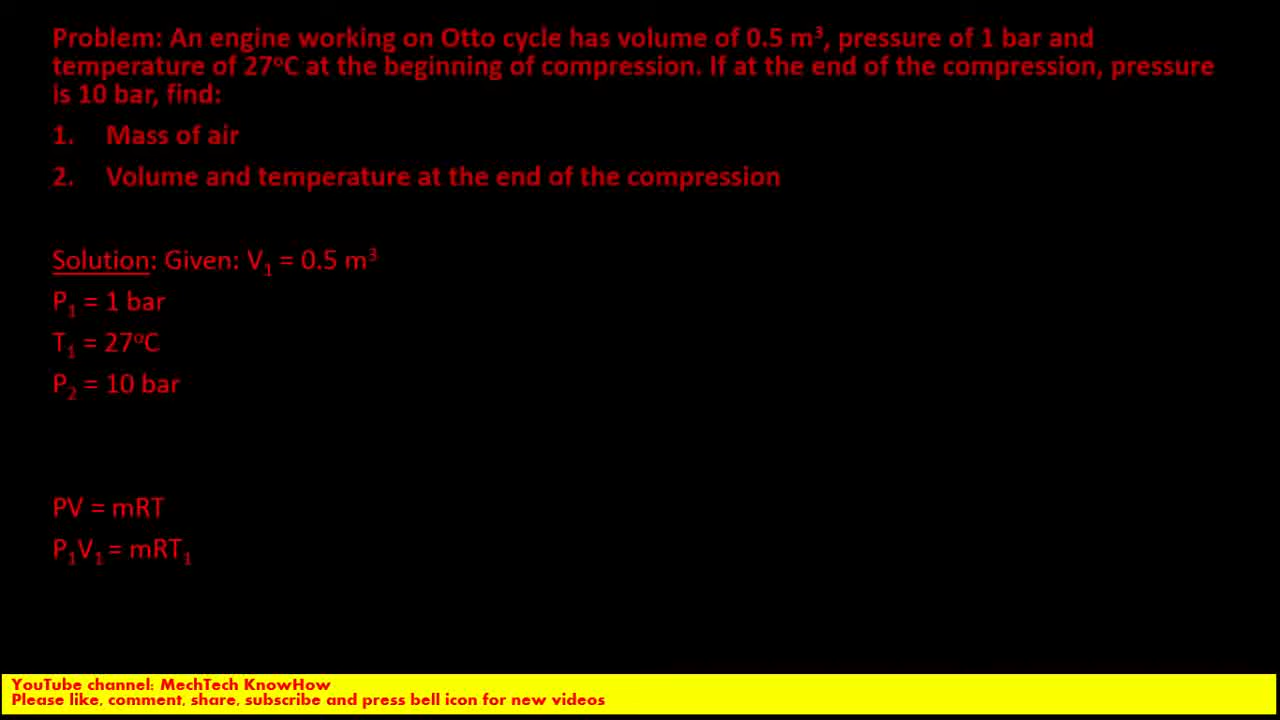 Problem: An engine working on Otto cycle has volume of 0.5 m³, pressure of 1 bar and
temperature of 27ºC at the beginning of compression. If at the end of the compression, pressure
is 10 bar, find:
1. Mass of air
2. Volume and temperature at the end of the compression
Solution: Given: V₁ = 0.5 m³
P₁ = 1 bar
T₁ = 27ºC
P₂ = 10 bar
PV = mRT
P₁V₁ = mRT₁
YouTube channel: MechTech KnowHow
Please like, comment, share, subscribe and press bell icon for new videos